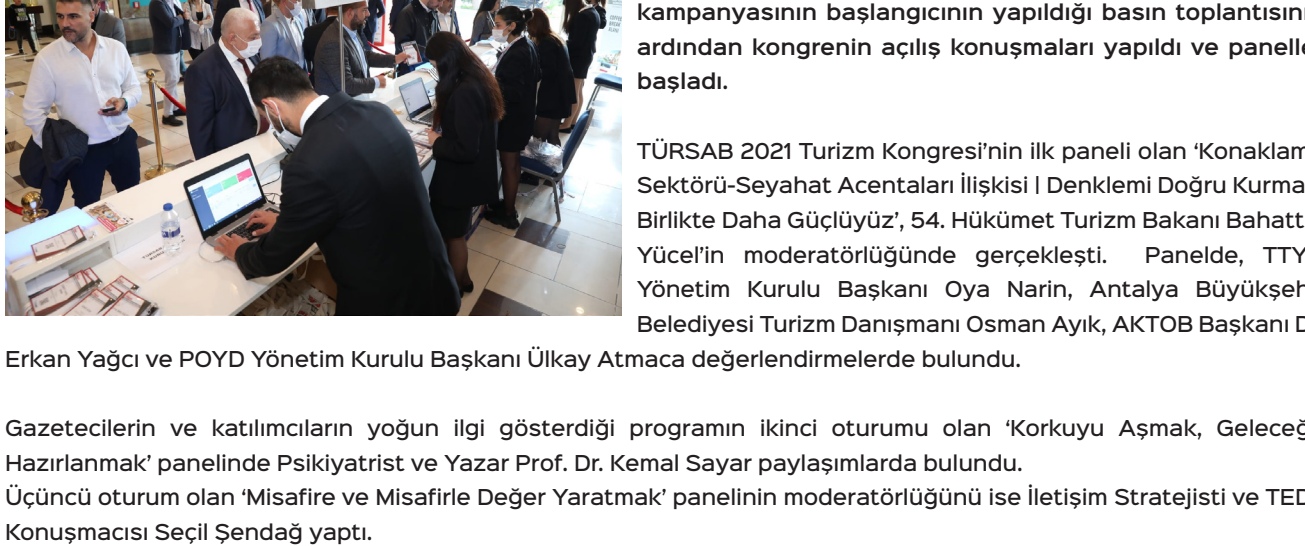 kampanyasının başlangıcının yapıldığı basın
ardından kongrenin açılış konuşmaları yapıldı ve
başladı.
TÜRSAB 2021 Turizm Kongresi’nin ilk paneli olan
Sektörü-Seyahat Acentaları İlişkisi | Denklemi Doğru
Birlikte Daha Güçlüyüz’, 54. Hükümet Turizm Bakanı
Yücel’in moderatörlüğünde gerçekleşti. Panelde,
Yönetim Kurulu Başkanı Oya Narin, Antalya
Belediyesi Turizm Danışmanı Osman Ayık, AKTOB Başkanı
Erkan Yağcı ve POYD Yönetim Kurulu Başkanı Ülkay Atmaca değerlendirmelerde bulundu.
Gazetecilerin ve katılımcıların yoğun ilgi gösterdiği programın ikinci oturumu olan ‘Korkuyu Aşmak,
Hazırlanmak’ panelinde Psikiyatrist ve Yazar Prof. Dr. Kemal Sayar paylaşımlarda bulundu.
Üçüncü oturum olan ‘Misafire ve Misafirle Değer Yaratmak’ panelinin moderatörlüğünü ise İletişim Stratejisti ve TED
Konuşmacısı Seçil Şendağ yaptı.